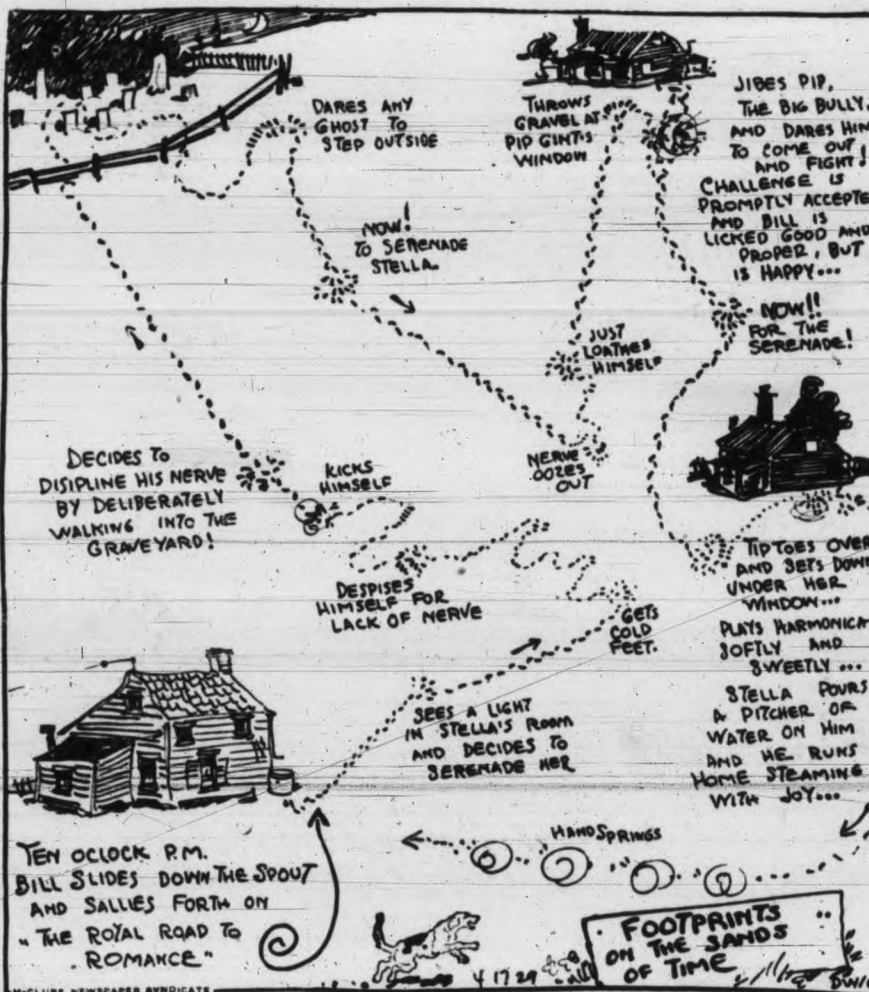 TEN OCLOCK P.M.
BILL SLIDES DOWN THE SPOUT
AND SALLIES FORTH ON
"THE ROYAL ROAD TO
ROMANCE"
SEES A LIGHT
IN STELLA'S ROOM
AND DECIDES TO
SERENADE HER
GETS
COLD
FEET.
DESPISES
HIMSELF FOR
LACK OF NERVE
KICKS
HIMSELF
DECIDES TO
DISIPLINE HIS NERVE
BY DELIBERATELY
WALKING INTO THE
GRAVEYARD!
DARES ANY
GHOST TO
STEP OUTSIDE
NOW!
TO SERENADE
STELLA.
NERVE
OOZES
OUT
JUST
LOATHES
HIMSELF
THROWS
GRAVEL AT
PIP GINTS
WINDOW
JIBES PIP,
THE BIG BULLY,
AND DARES HIM
TO COME OUT
AND FIGHT!
CHALLENGE IS
PROMPTLY ACCEPTE
AND BILL IS
LICKED GOOD AND
PROPER, BUT
IS HAPPY...
NOW!!
FOR THE
SERENADE!
TIPTOES OVER
AND SETS DOWN
UNDER HER
WINDOW...
PLAYS HARMONICA
SOFTLY AND
SWEETLY...
STELLA POURS
A PITCHER OF
WATER ON HIM
AND HE RUNS
HOME STEAMING
WITH JOY...
HANDSPRINGS
FOOTPRINTS
ON THE SANDS
OF TIME
4 17 29
McCLURE NEWSPAPER SYNDICATE